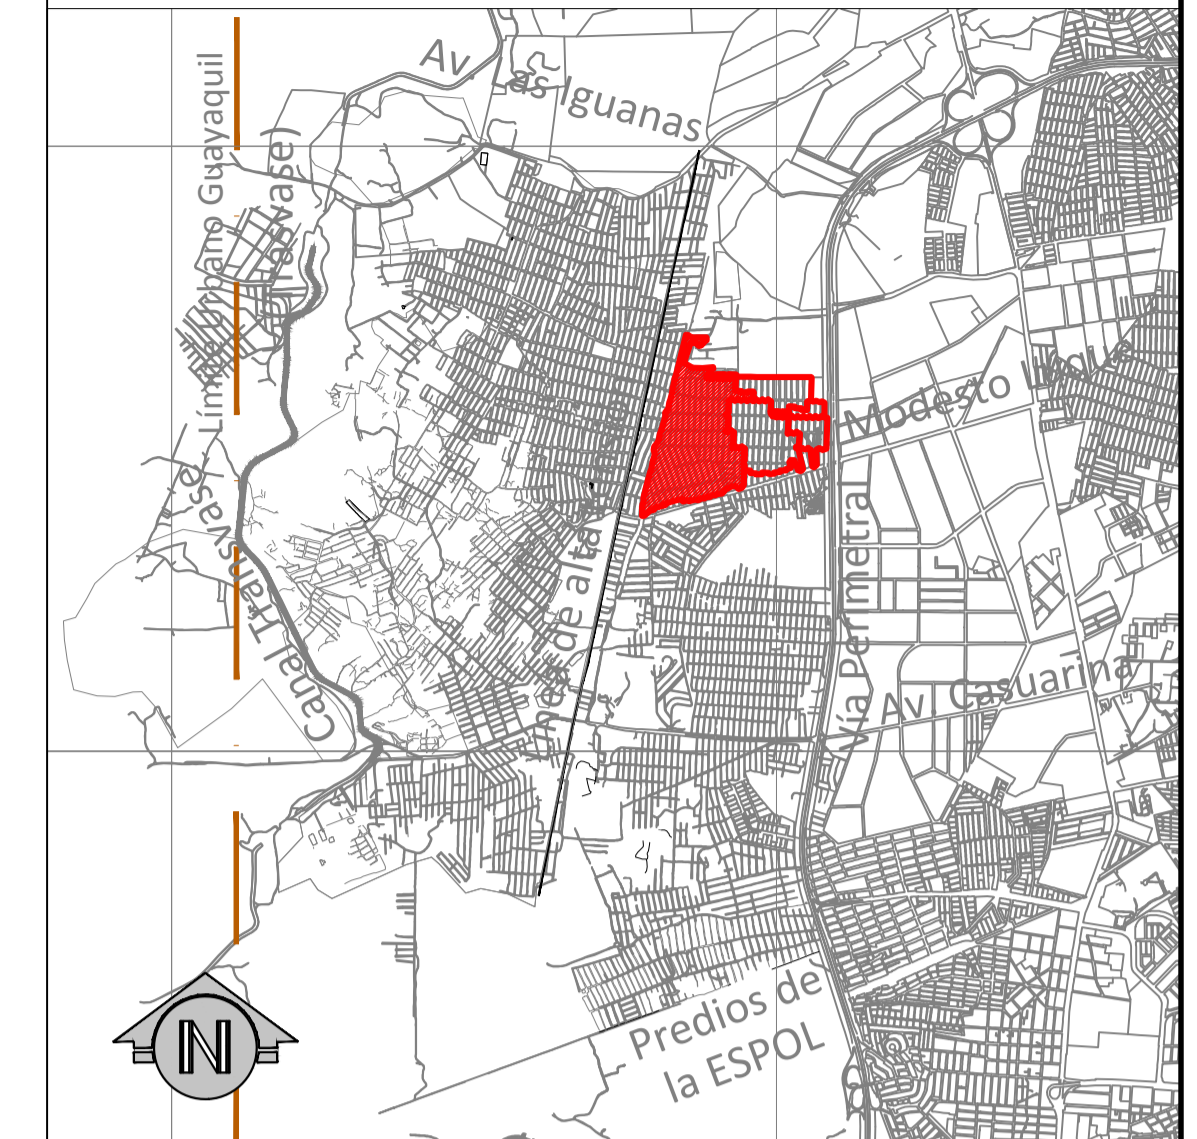 Av. as Iguanas
Límite Urbano Guayaquil
(Trasvase)
Modesto Luque
Línea de alta
Canal Trasvase
Vía Perimetral
Av. Casuarina
Predios de
la ESPOL
N